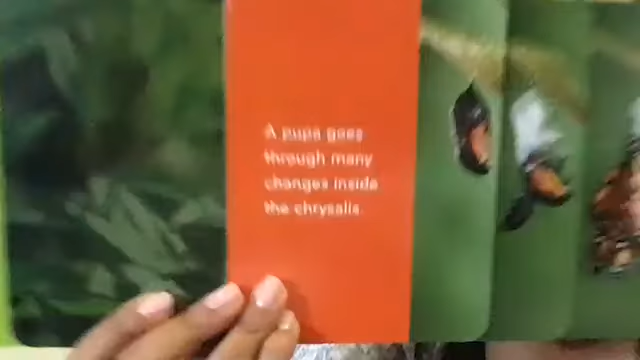 A pupa goes
through many
changes inside
the chrysalis.